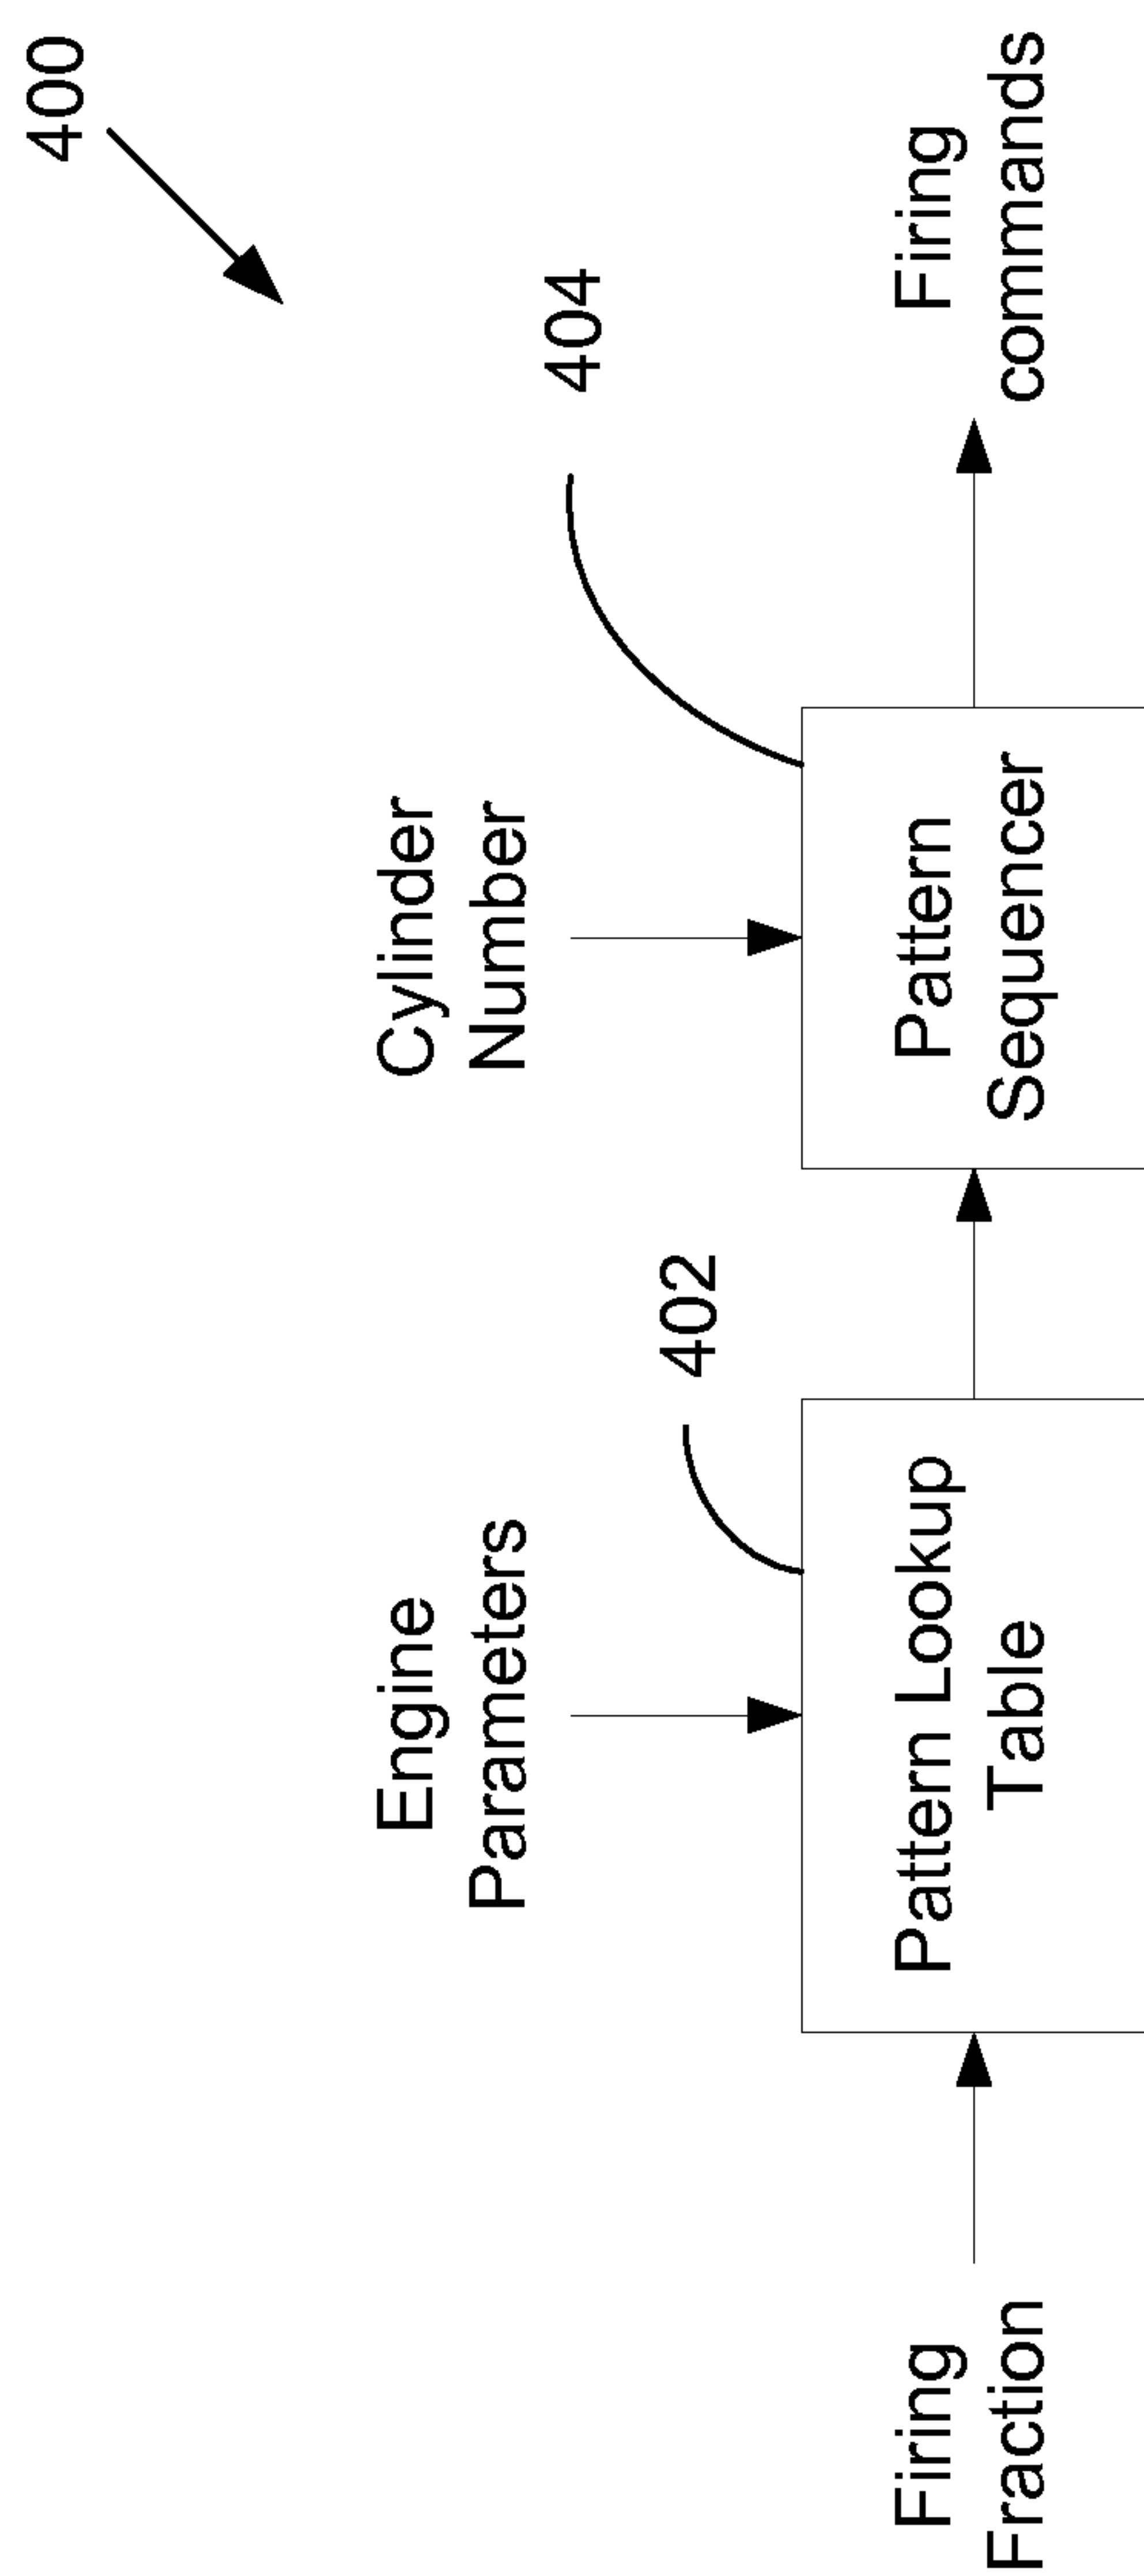 400
404
Cylinder
Number
402
Engine
Parameters
Firing
Fraction
Pattern Lookup
Table
Pattern
Sequencer
Firing
commands